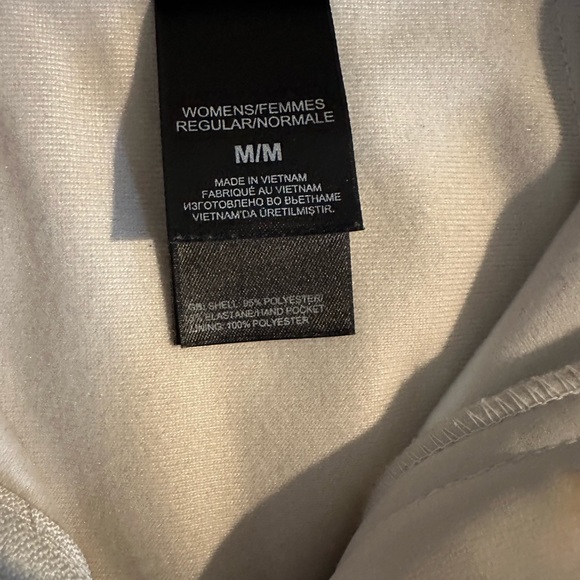 WOMENS/FEMMES
REGULAR/NORMALE
M/M
MADE IN VIETNAM
FABRIQUÉ AU VIETNAM
ИЗГОТОВЛЕНО ВО ВЬЕТНАМЕ
VIETNAM'DA ÜRETILMIŞTIR.
GB: SHELL: 95% POLYESTER/
ELASTANE/HAND POCKET
LINING: 100% POLYESTER